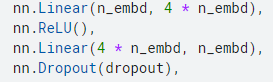 nn.Linear(n_embd, 4 * n_embd),
nn.ReLU(),
nn.Linear(4 * n_embd, n_embd),
nn.Dropout(dropout),